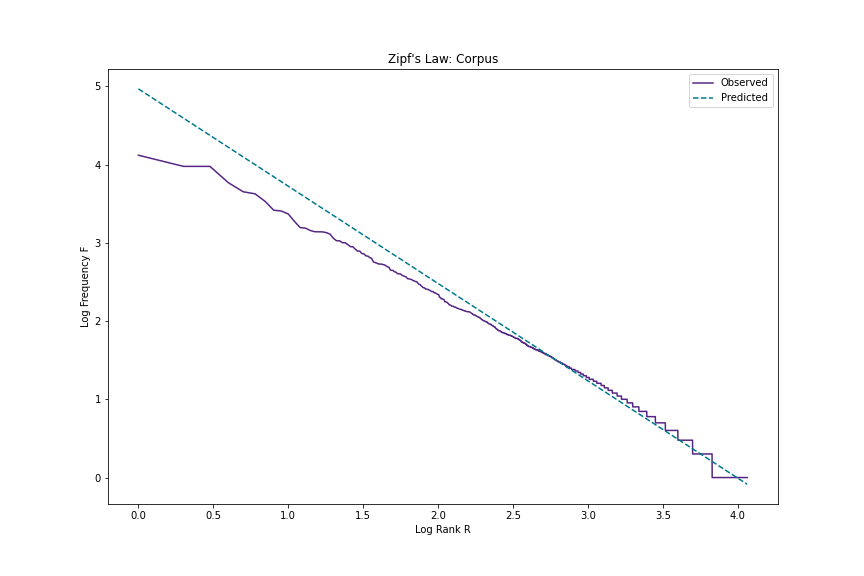 Zipf's Law: Corpus
Observed
Predicted
Log Frequency F
5
4
3
2
1
0
0.0 0.5 1.0 1.5 2.0 2.5 3.0 3.5 4.0
Log Rank R